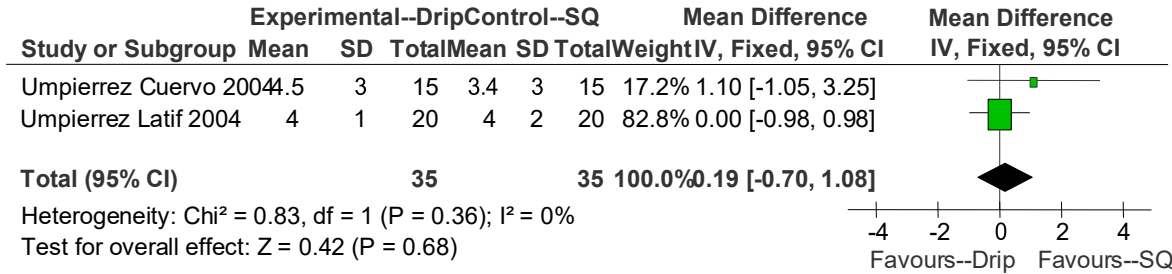 Experimental--Drip Control--SQ Mean Difference Mean Difference
Study or Subgroup Mean SD Total Mean SD Total Weight IV, Fixed, 95% CI IV, Fixed, 95% CI
Umpierrez Cuervo 2004 4.5 3 15 3.4 3 15 17.2% 1.10 [-1.05, 3.25]
Umpierrez Latif 2004 4 1 20 4 2 20 82.8% 0.00 [-0.98, 0.98]
Total (95% CI) 35 35 100.0% 0.19 [-0.70, 1.08]
Heterogeneity: Chi² = 0.83, df = 1 (P = 0.36); I² = 0%
Test for overall effect: Z = 0.42 (P = 0.68)
-4 -2 0 2 4
Favours--Drip Favours--SQ